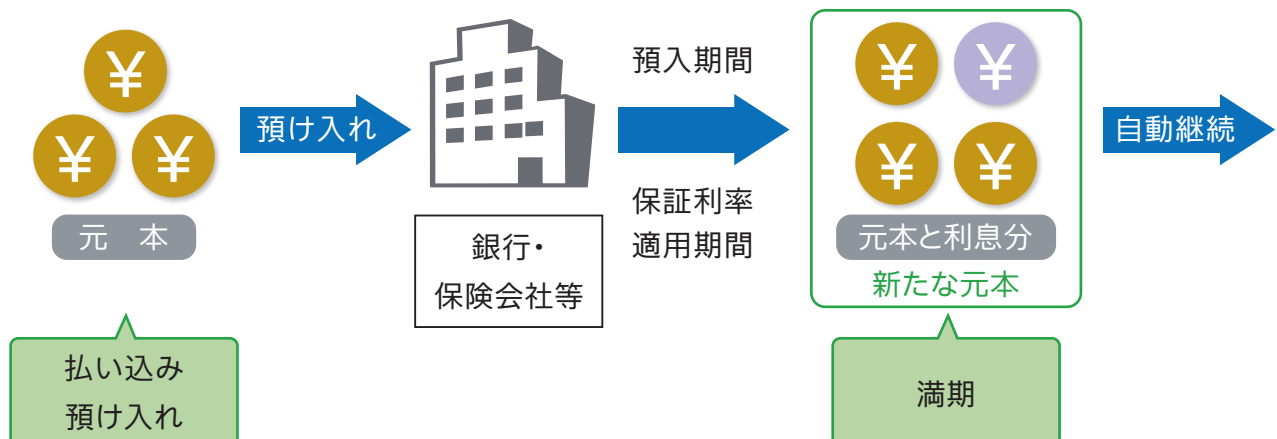 ¥
¥
¥
元 本
払い込み
預け入れ
預け入れ
銀行・
保険会社等
預入期間
保証利率
適用期間
¥
¥
¥
¥
元本と利息分
新たな元本
満期
自動継続